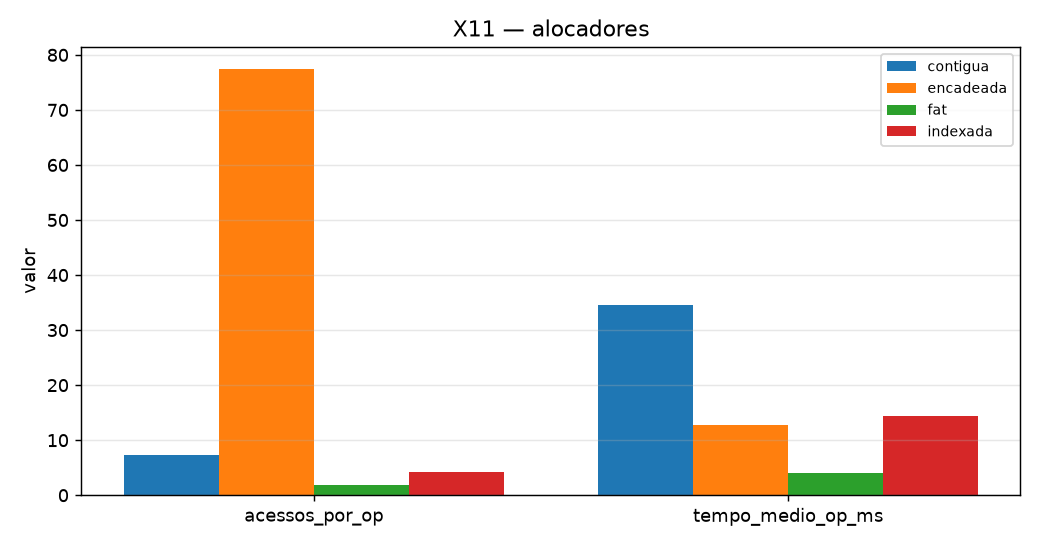 X11 — alocadores
contigua
encadeada
fat
indexada
valor
80
70
60
50
40
30
20
10
0
acessos_por_op
tempo_medio_op_ms